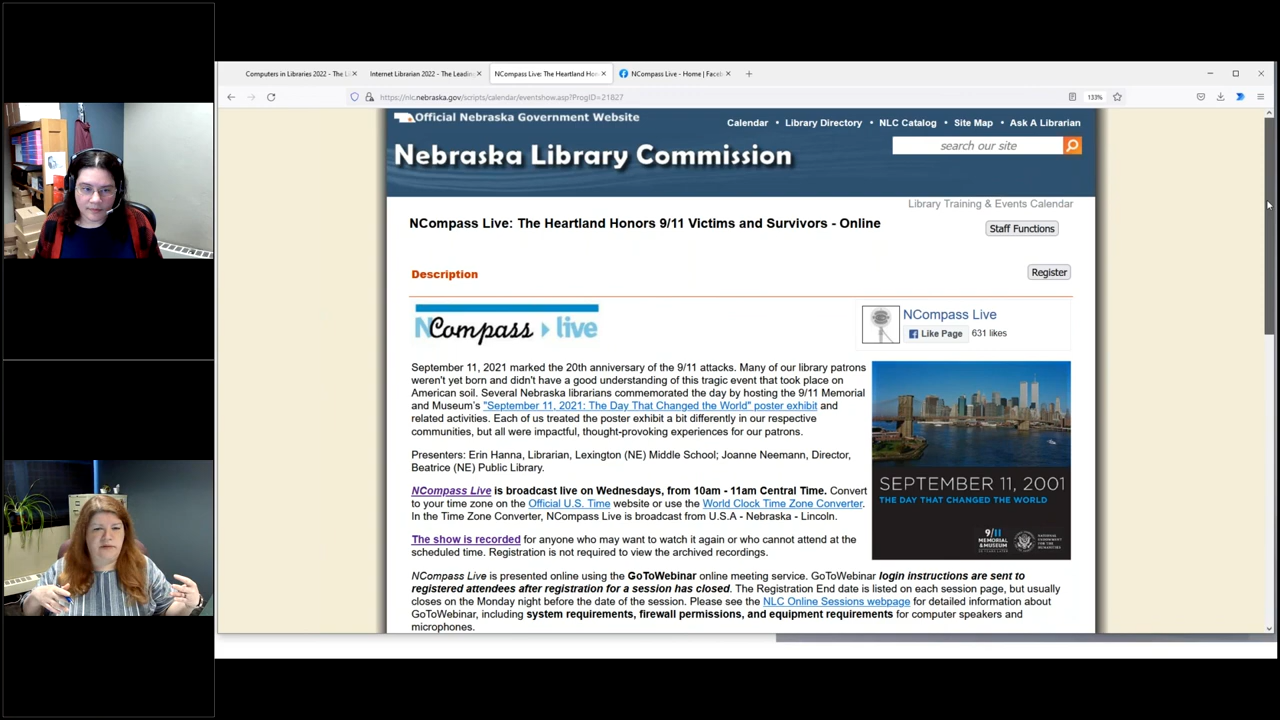 Computers in Libraries 2022 - The Li
Internet Librarian 2022 - The Leadin
NCompass Live: The Heartland Hon
NCompass Live - Home | Faceb
https://nlc.nebraska.gov/scripts/calendar/eventshow.asp?ProgID=21827
133%
Official Nebraska Government Website
Calendar • Library Directory • NLC Catalog • Site Map • Ask A Librarian
Nebraska Library Commission
search our site
Library Training & Events Calendar
NCompass Live: The Heartland Honors 9/11 Victims and Survivors - Online
Staff Functions
Description
Register
NCompass live
NCompass Live
Like Page 631 likes
September 11, 2021 marked the 20th anniversary of the 9/11 attacks. Many of our library patrons
weren't yet born and didn't have a good understanding of this tragic event that took place on
American soil. Several Nebraska librarians commemorated the day by hosting the 9/11 Memorial
and Museum's "September 11, 2021: The Day That Changed the World" poster exhibit and
related activities. Each of us treated the poster exhibit a bit differently in our respective
communities, but all were impactful, thought-provoking experiences for our patrons.
Presenters: Erin Hanna, Librarian, Lexington (NE) Middle School; Joanne Neemann, Director,
Beatrice (NE) Public Library.
NCompass Live is broadcast live on Wednesdays, from 10am - 11am Central Time. Convert
to your time zone on the Official U.S. Time website or use the World Clock Time Zone Converter.
In the Time Zone Converter, NCompass Live is broadcast from U.S.A - Nebraska - Lincoln.
The show is recorded for anyone who may want to watch it again or who cannot attend at the
scheduled time. Registration is not required to view the archived recordings.
SEPTEMBER 11, 2001
THE DAY THAT CHANGED THE WORLD
9/11
MEMORIAL
& MUSEUM
NCompass Live is presented online using the GoToWebinar online meeting service. GoToWebinar login instructions are sent to
registered attendees after registration for a session has closed. The Registration End date is listed on each session page, but usually
closes on the Monday night before the date of the session. Please see the NLC Online Sessions webpage for detailed information about
GoToWebinar, including system requirements, firewall permissions, and equipment requirements for computer speakers and
microphones.